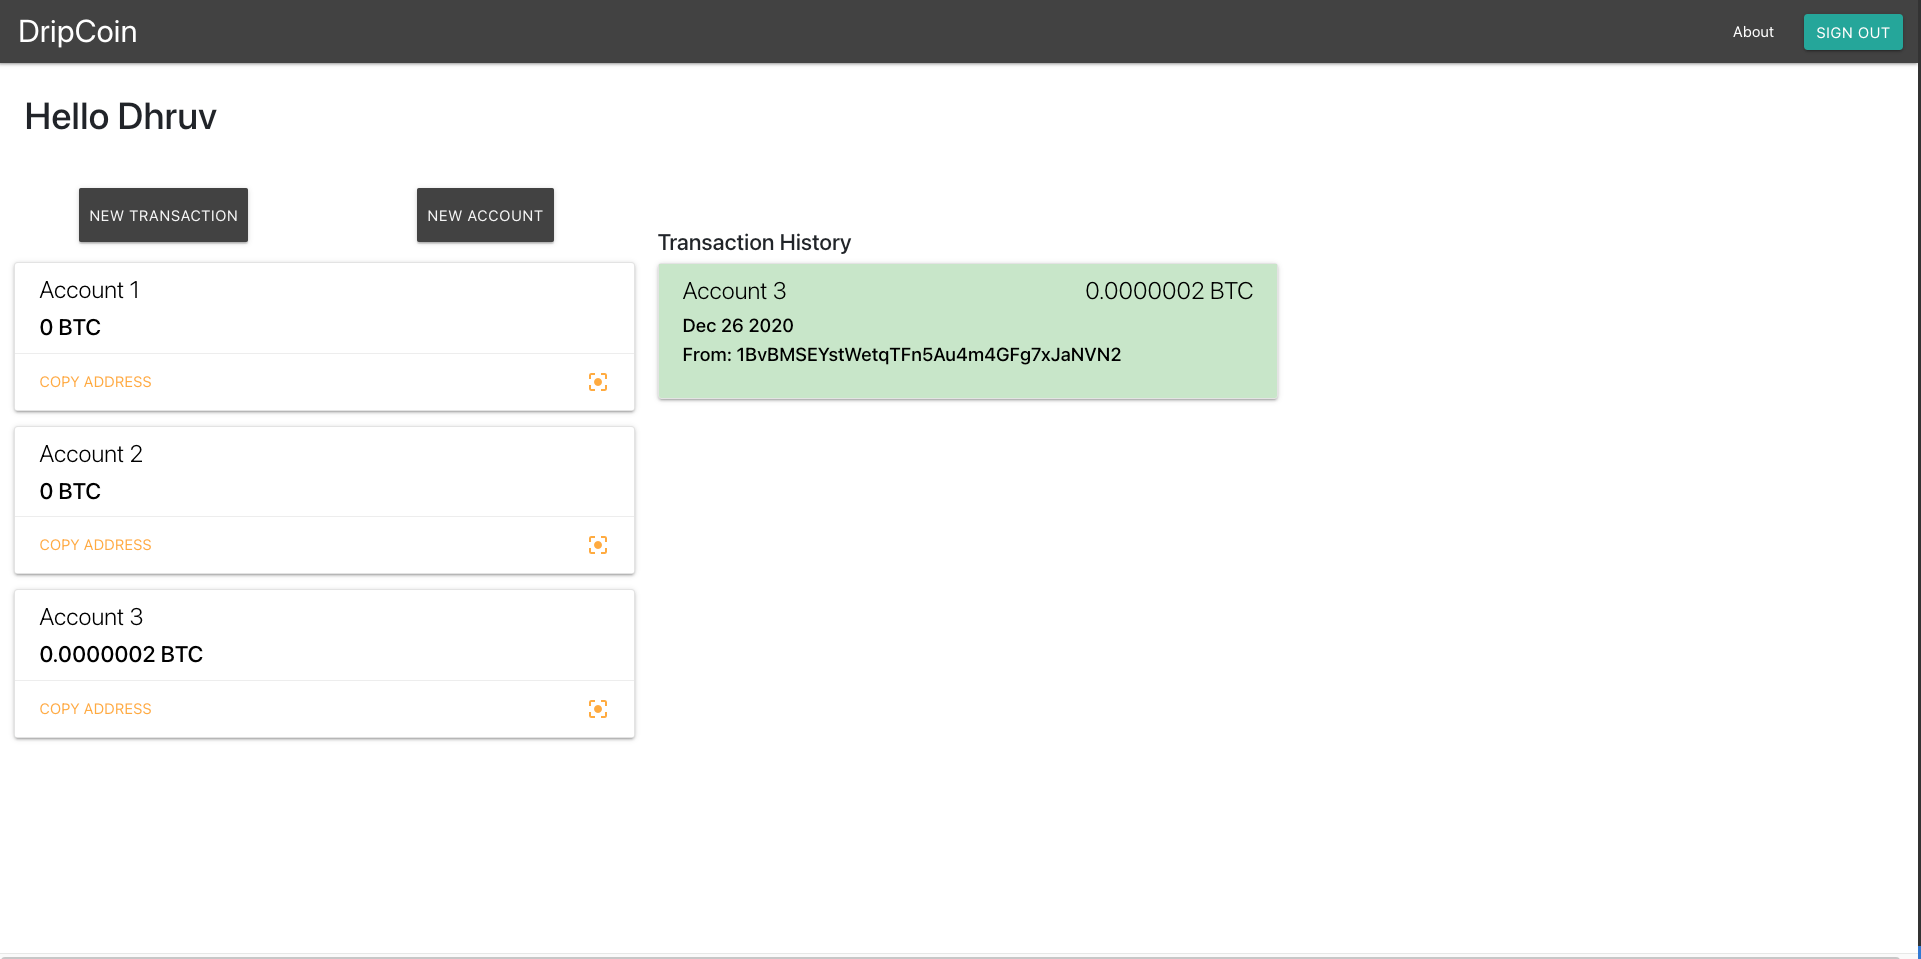 DripCoin
About
SIGN OUT
Hello Dhruv
NEW TRANSACTION
NEW ACCOUNT
Account 1
0 BTC
COPY ADDRESS
Account 2
0 BTC
COPY ADDRESS
Account 3
0.0000002 BTC
COPY ADDRESS
Transaction History
Account 3
0.0000002 BTC
Dec 26 2020
From: 1BvBMSEYstWetqTFn5Au4m4GFg7xJaNVN2